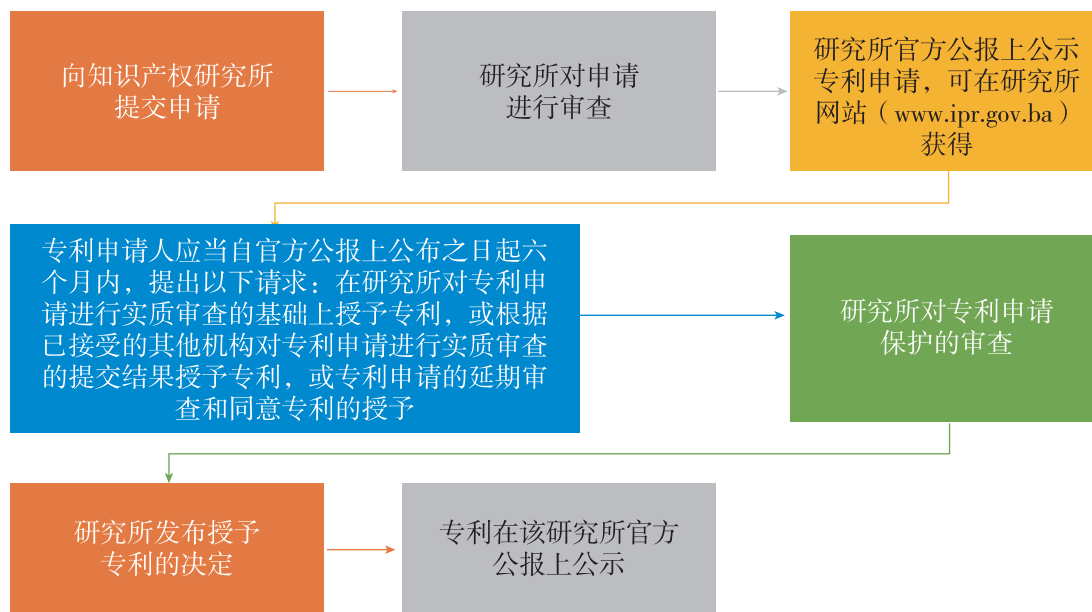 向知识产权研究所
提交申请
研究所对申请
进行审查
研究所官方公报上公示
专利申请，可在研究所
网站（www.ipr.gov.ba）
获得
专利申请人应当自官方公报上公布之日起六
个月内，提出以下请求：在研究所对专利申
请进行实质审查的基础上授予专利，或根据
已接受的其他机构对专利申请进行实质审查
的提交结果授予专利，或专利申请的延期审
查和同意专利的授予
研究所对专利申请
保护的审查
研究所发布授予
专利的决定
专利在该研究所官方
公报上公示